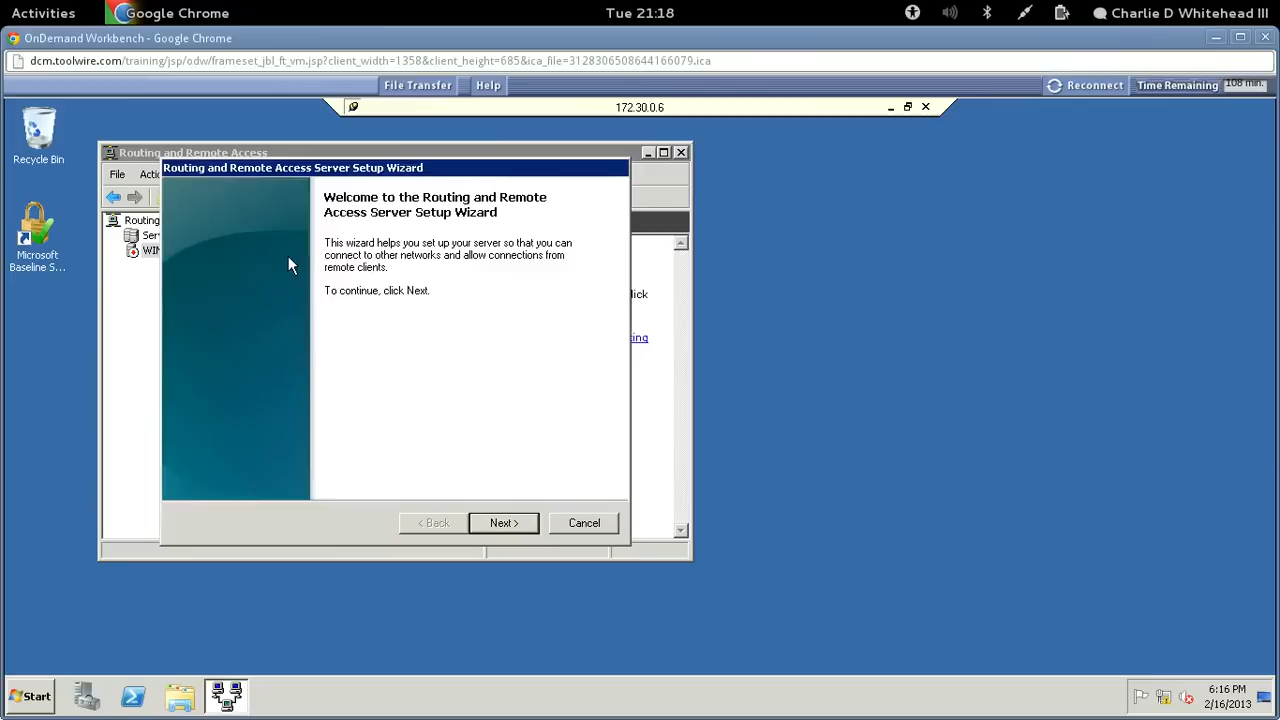 Activities Google Chrome Tue 21:18 Charlie D Whitehead III
OnDemand Workbench - Google Chrome
dcm.toolwire.com/training/jsp/odw/frameset_jbl_ft_vm.jsp?client_width=1358&client_height=685&ica_file=3128306508644166079.ica
File Transfer Help Reconnect Time Remaining 108 min.
172.30.0.6
Recycle Bin
Microsoft
Baseline S...
Routing and Remote Access
File
Routing
Routing and Remote Access Server Setup Wizard
Welcome to the Routing and Remote
Access Server Setup Wizard
This wizard helps you set up your server so that you can
connect to other networks and allow connections from
remote clients.
To continue, click Next.
< Back Next > Cancel
Start
6:16 PM
2/16/2013